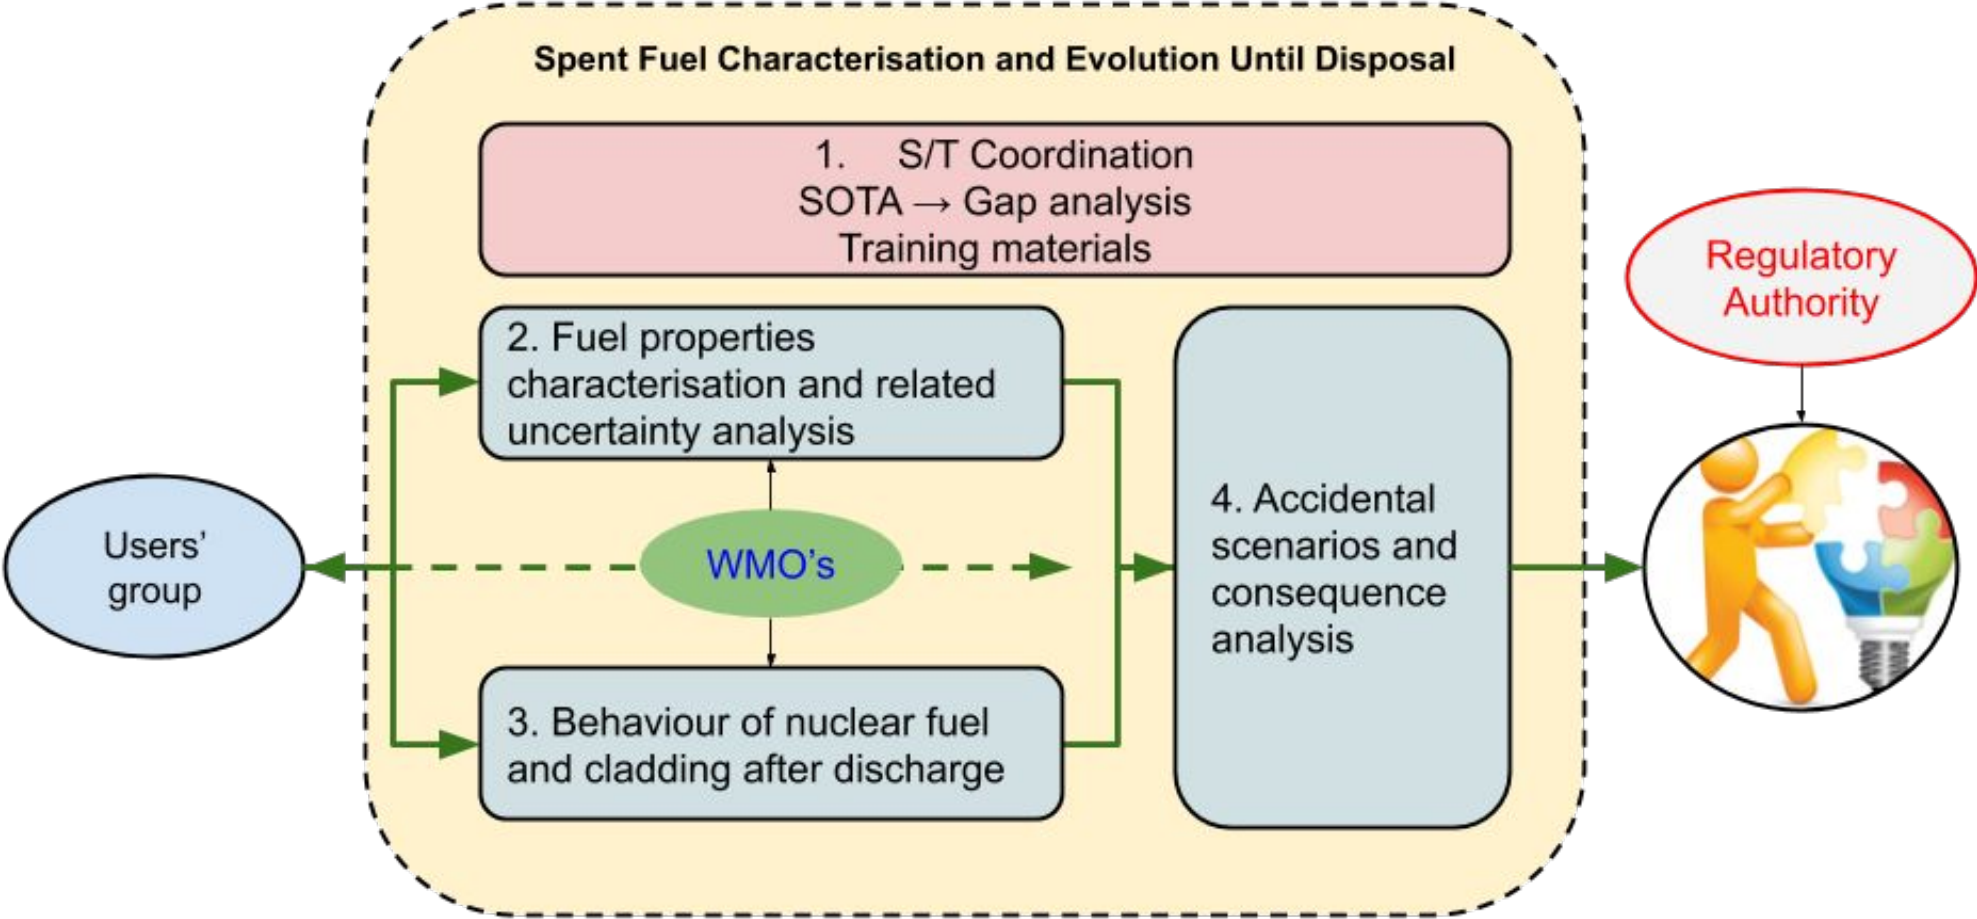 Spent Fuel Characterisation and Evolution Until Disposal
1. S/T Coordination
SOTA → Gap analysis
Training materials
Regulatory
Authority
2. Fuel properties
characterisation and related
uncertainty analysis
Users’
group
WMO’s
4. Accidental
scenarios and
consequence
analysis
3. Behaviour of nuclear fuel
and cladding after discharge